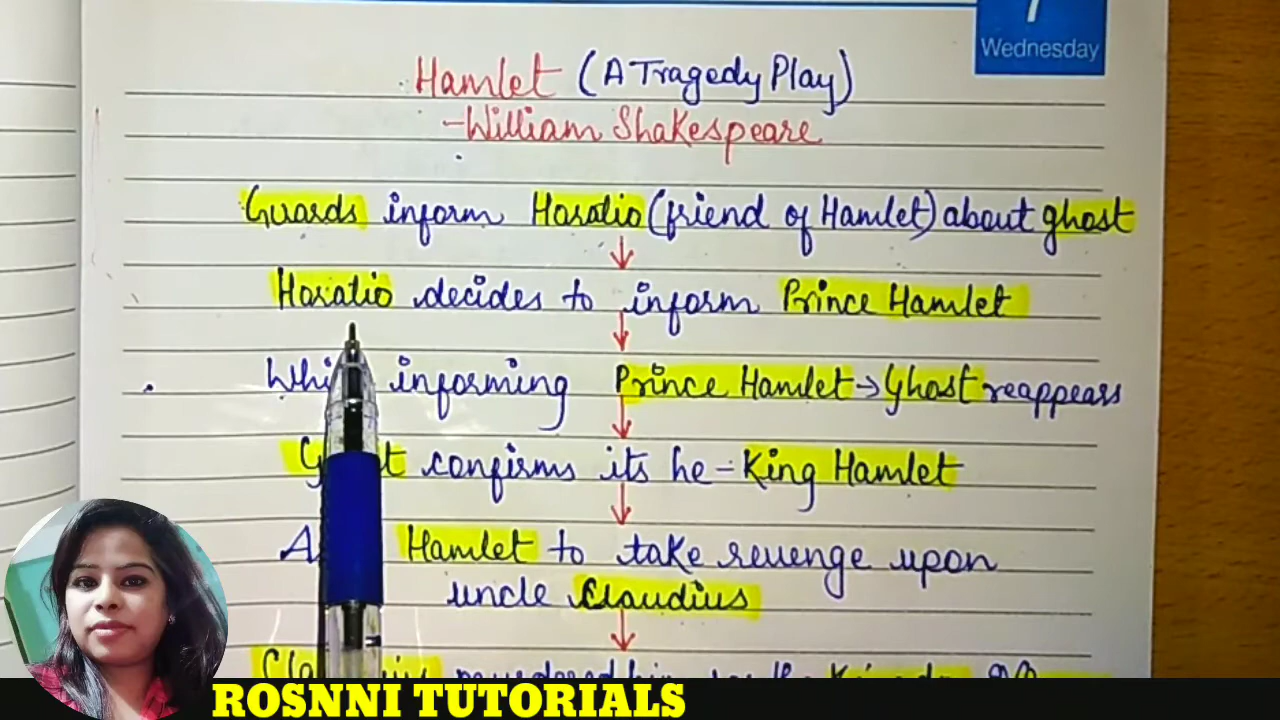 7
Wednesday
Hamlet (A Tragedy Play)
-William Shakespeare
Guards inform Horatio (friend of Hamlet) about ghost
Horatio decides to inform Prince Hamlet
informing Prince Hamlet → Ghost reappears
confirms its he - King Hamlet
Hamlet to take revenge upon
uncle Claudius
ROSNNI TUTORIALS